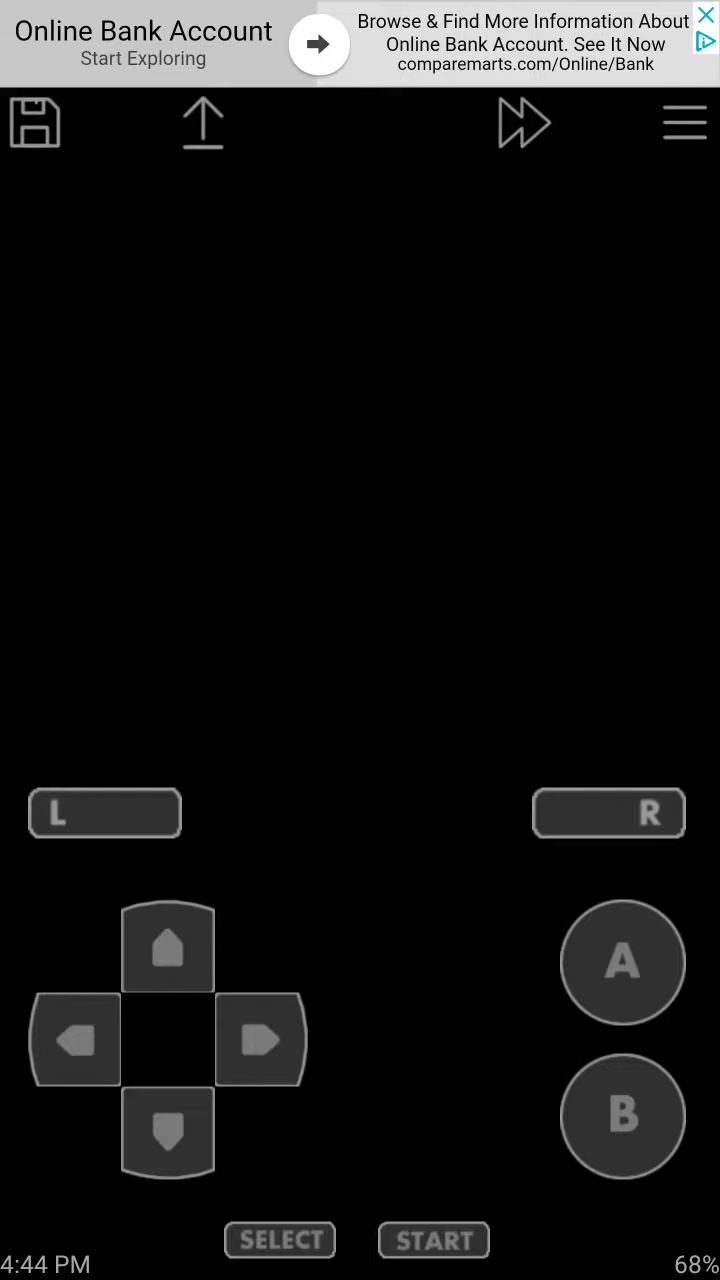 Online Bank Account
Start Exploring
Browse & Find More Information About
Online Bank Account. See It Now
comparemarts.com/Online/Bank
L
R
A
B
SELECT
START
4:44 PM
68%